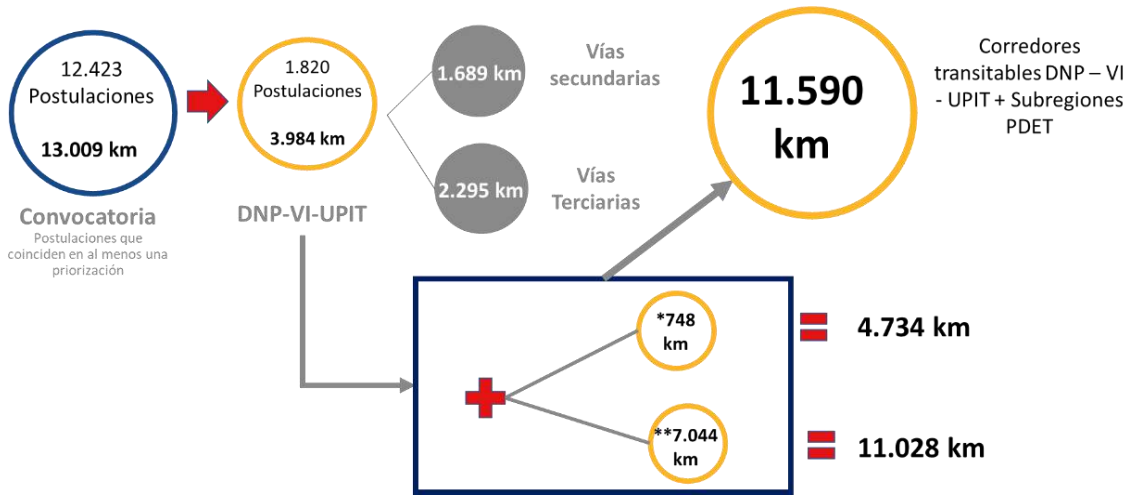 12.423
Postulaciones
13.009 km
Convocatoria
Postulaciones que
coinciden en al menos una
priorización
1.820
Postulaciones
3.984 km
DNP-VI-UPIT
1.689 km
Vías
secundarias
2.295 km
Vías
Terciarias
11.590
km
Corredores
transitables DNP – VI
- UPIT + Subregiones
PDET
*748
km
4.734 km
**7.044
km
11.028 km